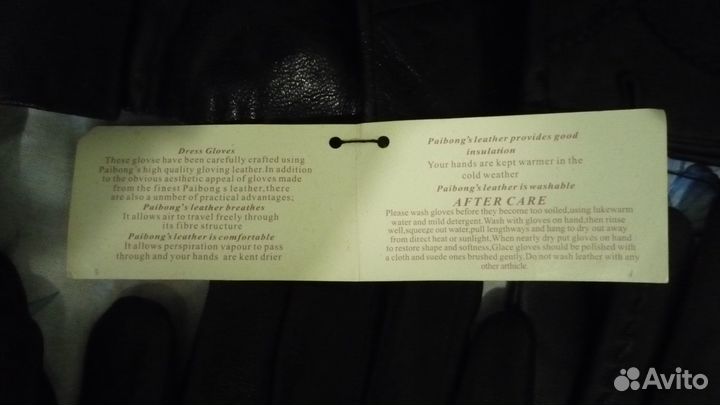 Dress Gloves
These glovse have been carefully crafted using
Paibong's high quality gloving leather.In addition
to the obvious aesthetic appeal of gloves made
from the finest Paibong s leather,there
are also a unmber of practical advantages;
Paibong's leather breathes
It allows air to travel freely through
its fibre structure
Paibong's leather is comfortable
It allows perspiration vapour to pass
through and your hands are kent drier
Paibong's leather provides good
insulation
Your hands are kept warmer in the
cold weather
Paibong's leather is washable
AFTER CARE
Please wash gloves before they become too soiled,using lukewarm
water and mild detergent.Wash with gloves on hand,then rinse
well,squeeze out water,pull lengthways and hang to dry out away
from direct heat or sunlight.When nearly dry put gloves on hand
to restore shape and softness,Glace gloves should be polished with
a cloth and suede ones brushed gently.Do not wash leather with any
other arthicle.
Avito